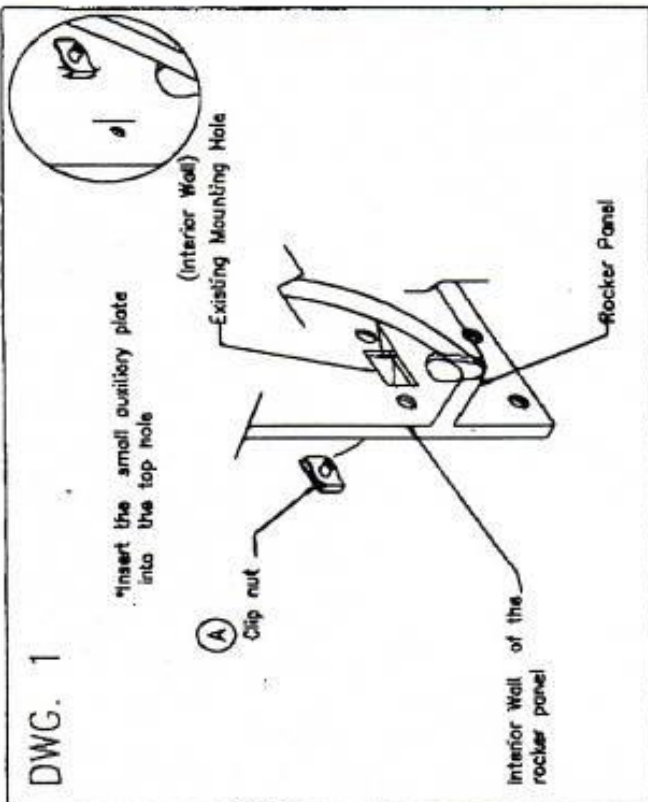 DWG. 1
*Insert the small auxiliary plate
into the top hole
(Interior Wall)
Existing Mounting Hole
A
Clip nut
Interior Wall of the
rocker panel
Rocker Panel